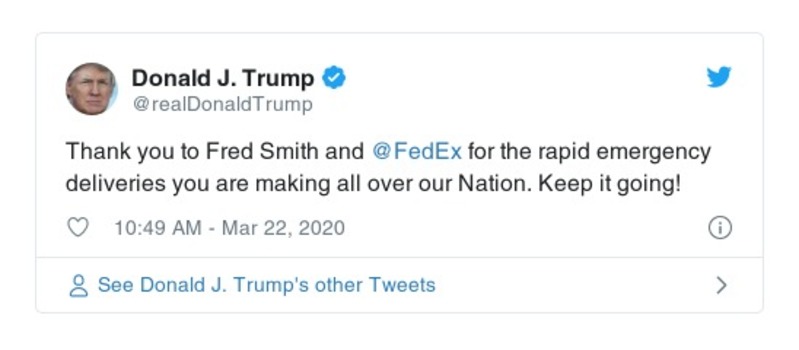 Donald J. Trump
@realDonaldTrump
Thank you to Fred Smith and @FedEx for the rapid emergency
deliveries you are making all over our Nation. Keep it going!
10:49 AM - Mar 22, 2020
See Donald J. Trump's other Tweets